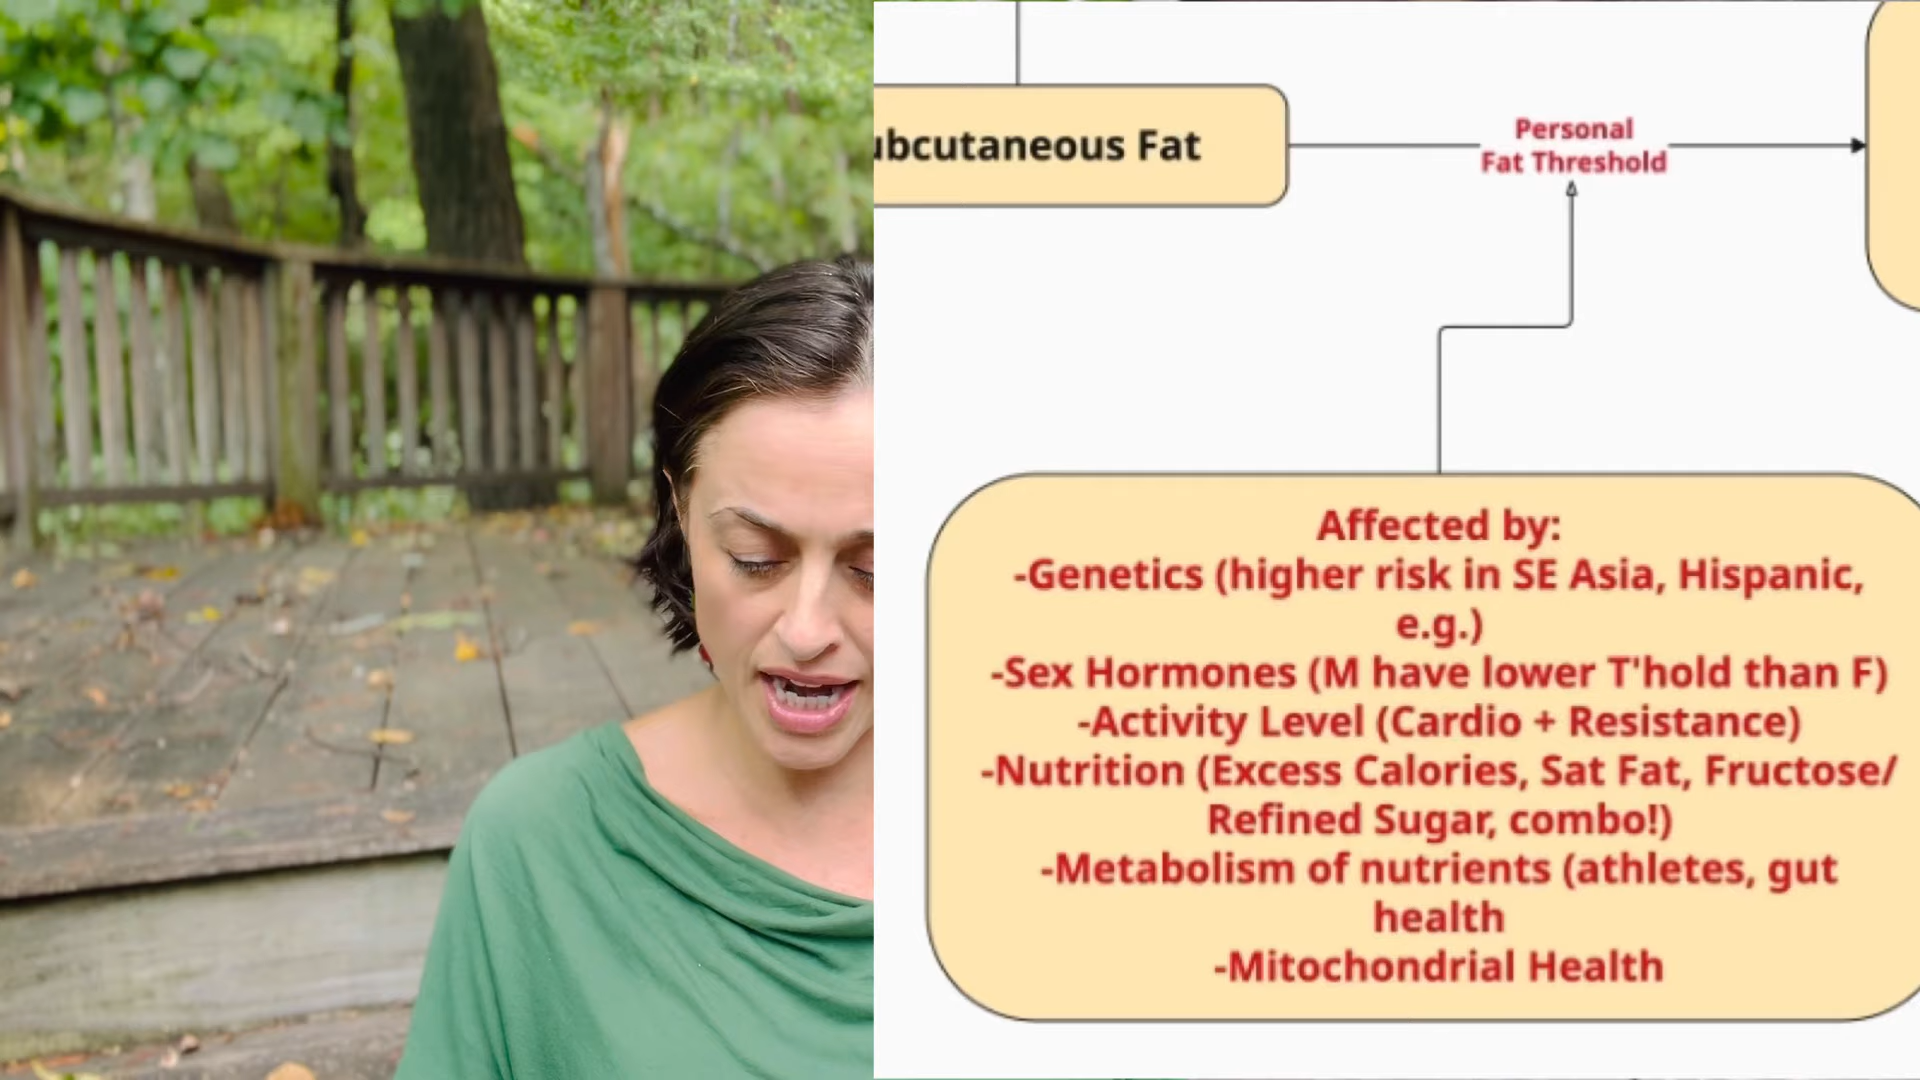 ubcutaneous Fat
Personal
Fat Threshold
Affected by:
-Genetics (higher risk in SE Asia, Hispanic,
e.g.)
-Sex Hormones (M have lower T'hold than F)
-Activity Level (Cardio + Resistance)
-Nutrition (Excess Calories, Sat Fat, Fructose/
Refined Sugar, combo!)
-Metabolism of nutrients (athletes, gut
health
-Mitochondrial Health